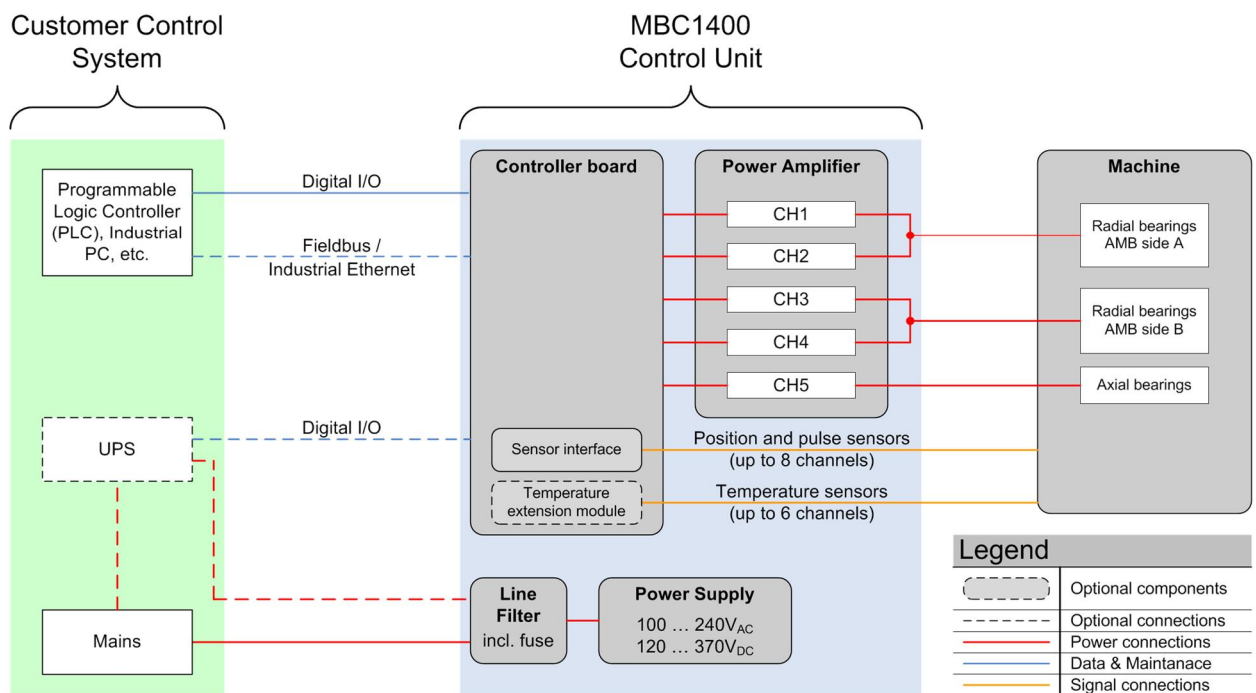 Customer Control
System
MBC1400
Control Unit
Programmable
Logic Controller
(PLC), Industrial
PC, etc.
Digital I/O
Fieldbus /
Industrial Ethernet
Controller board
Power Amplifier
CH1
CH2
CH3
CH4
CH5
Machine
Radial bearings
AMB side A
Radial bearings
AMB side B
Axial bearings
UPS
Digital I/O
Sensor interface
Position and pulse sensors
(up to 8 channels)
Temperature
extension module
Temperature sensors
(up to 6 channels)
Mains
Line
Filter
incl. fuse
Power Supply
100 ... 240VAC
120 ... 370VDC
Legend
Optional components
Optional connections
Power connections
Data & Maintanace
Signal connections